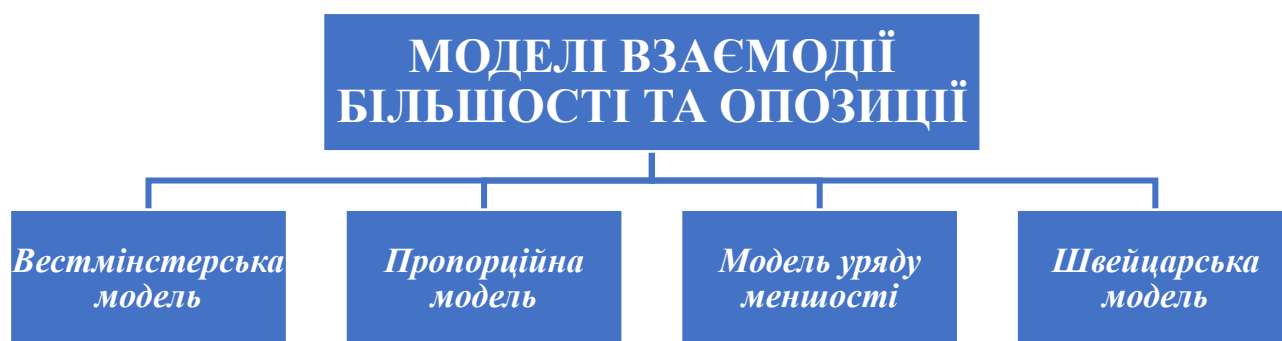 МОДЕЛІ ВЗАЄМОДІЇ
БІЛЬШОСТІ ТА ОПОЗИЦІЇ
Вестмінстерська
модель
Пропорційна
модель
Модель уряду
меншості
Швейцарська
модель